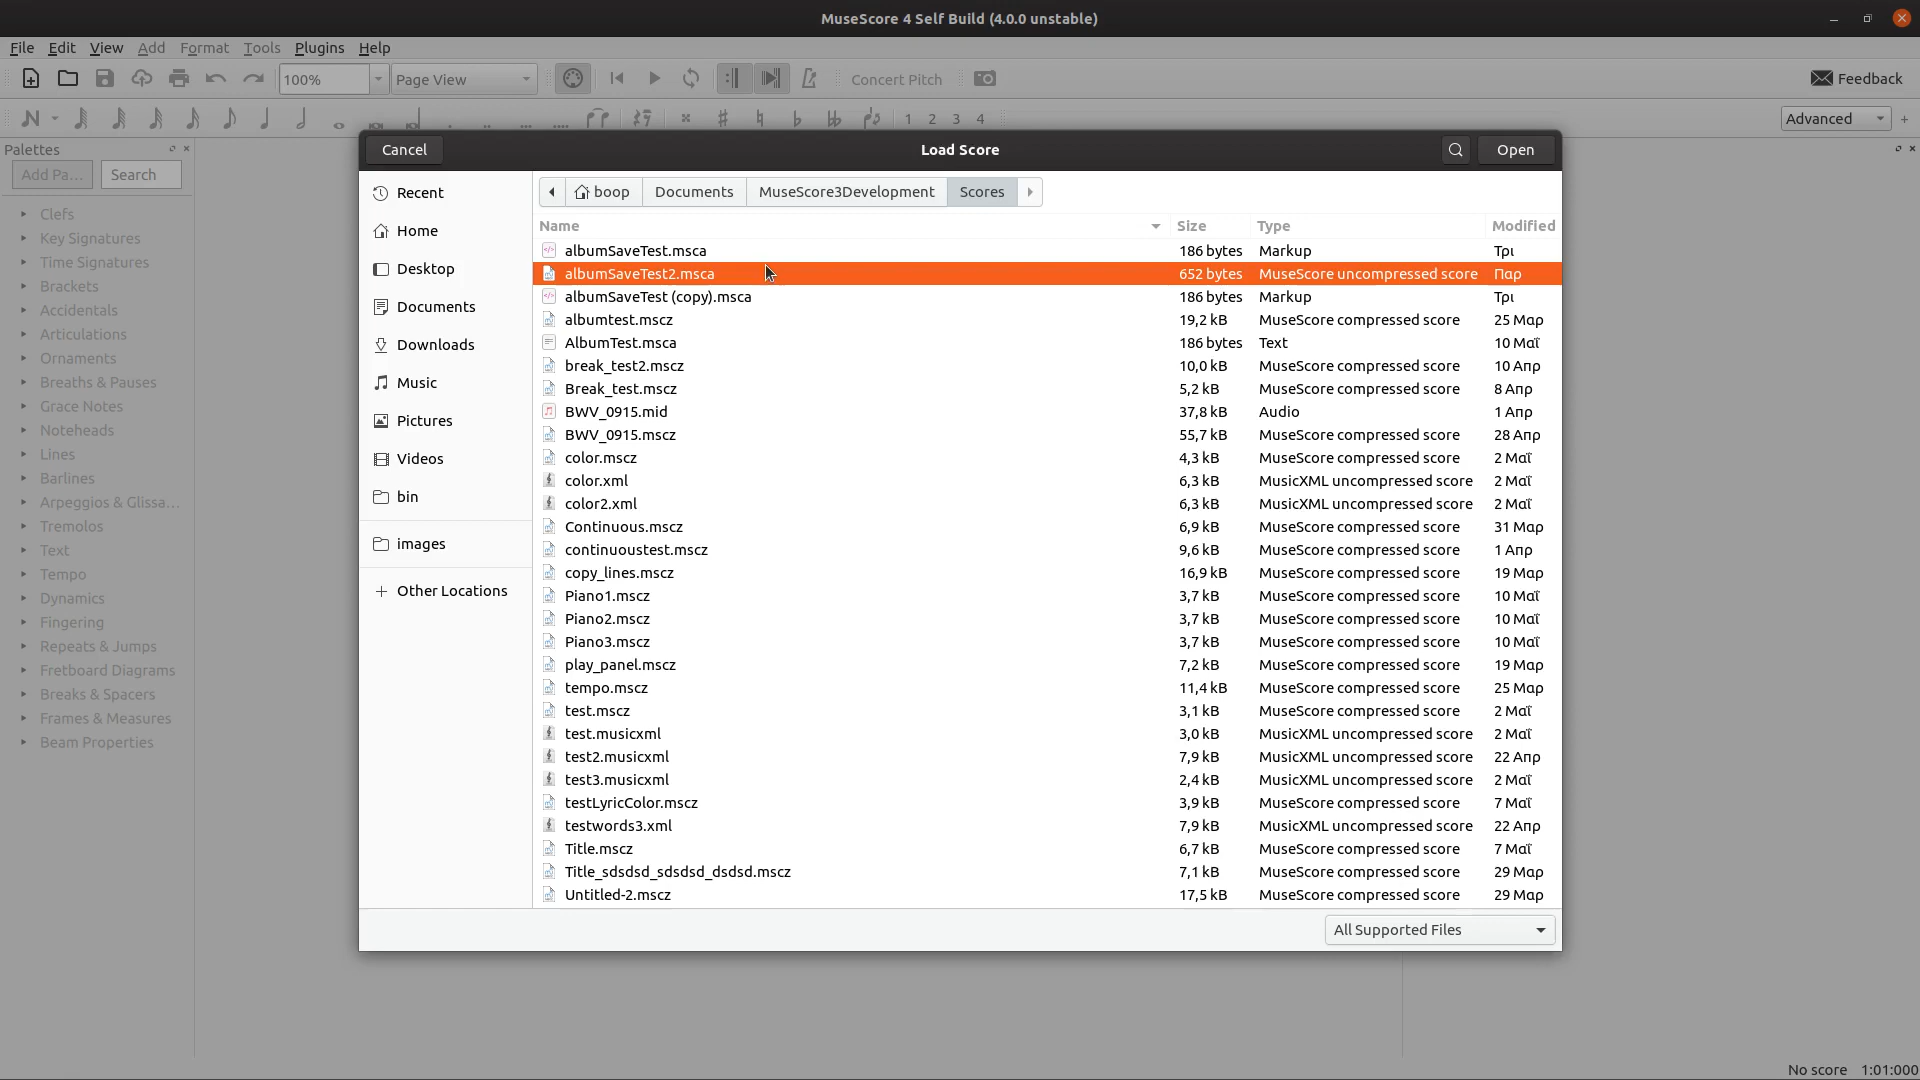 MuseScore 4 Self Build (4.0.0 unstable)
File Edit View Add Format Tools Plugins Help
100% Page View Concert Pitch Feedback
1 2 3 4 Advanced
Palettes
Add Pa… Search
Clefs
Key Signatures
Time Signatures
Brackets
Accidentals
Articulations
Ornaments
Breaths & Pauses
Grace Notes
Noteheads
Lines
Barlines
Arpeggios & Glissa…
Tremolos
Text
Tempo
Dynamics
Fingering
Repeats & Jumps
Fretboard Diagrams
Breaks & Spacers
Frames & Measures
Beam Properties
Cancel Load Score Open
Recent
Home
Desktop
Documents
Downloads
Music
Pictures
Videos
bin
images
Other Locations
boop Documents MuseScore3Development Scores
Name Size Type Modified
albumSaveTest.msca 186 bytes Markup Τρι
albumSaveTest2.msca 652 bytes MuseScore uncompressed score Παρ
albumSaveTest (copy).msca 186 bytes Markup Τρι
albumtest.mscz 19,2 kB MuseScore compressed score 25 Μαρ
AlbumTest.msca 186 bytes Text 10 Μαΐ
break_test2.mscz 10,0 kB MuseScore compressed score 10 Απρ
Break_test.mscz 5,2 kB MuseScore compressed score 8 Απρ
BWV_0915.mid 37,8 kB Audio 1 Απρ
BWV_0915.mscz 55,7 kB MuseScore compressed score 28 Απρ
color.mscz 4,3 kB MuseScore compressed score 2 Μαΐ
color.xml 6,3 kB MusicXML uncompressed score 2 Μαΐ
color2.xml 6,3 kB MusicXML uncompressed score 2 Μαΐ
Continuous.mscz 6,9 kB MuseScore compressed score 31 Μαρ
continuoustest.mscz 9,6 kB MuseScore compressed score 1 Απρ
copy_lines.mscz 16,9 kB MuseScore compressed score 19 Μαρ
Piano1.mscz 3,7 kB MuseScore compressed score 10 Μαΐ
Piano2.mscz 3,7 kB MuseScore compressed score 10 Μαΐ
Piano3.mscz 3,7 kB MuseScore compressed score 10 Μαΐ
play_panel.mscz 7,2 kB MuseScore compressed score 19 Μαρ
tempo.mscz 11,4 kB MuseScore compressed score 25 Μαρ
test.mscz 3,1 kB MuseScore compressed score 2 Μαΐ
test.musicxml 3,0 kB MusicXML uncompressed score 2 Μαΐ
test2.musicxml 7,9 kB MusicXML uncompressed score 22 Απρ
test3.musicxml 2,4 kB MusicXML uncompressed score 2 Μαΐ
testLyricColor.mscz 3,9 kB MuseScore compressed score 7 Μαΐ
testwords3.xml 7,9 kB MusicXML uncompressed score 22 Απρ
Title.mscz 6,7 kB MuseScore compressed score 7 Μαΐ
Title_sdsdsd_sdsdsd_dsdsd.mscz 7,1 kB MuseScore compressed score 29 Μαρ
Untitled-2.mscz 17,5 kB MuseScore compressed score 29 Μαρ
All Supported Files
No score 1:01:000